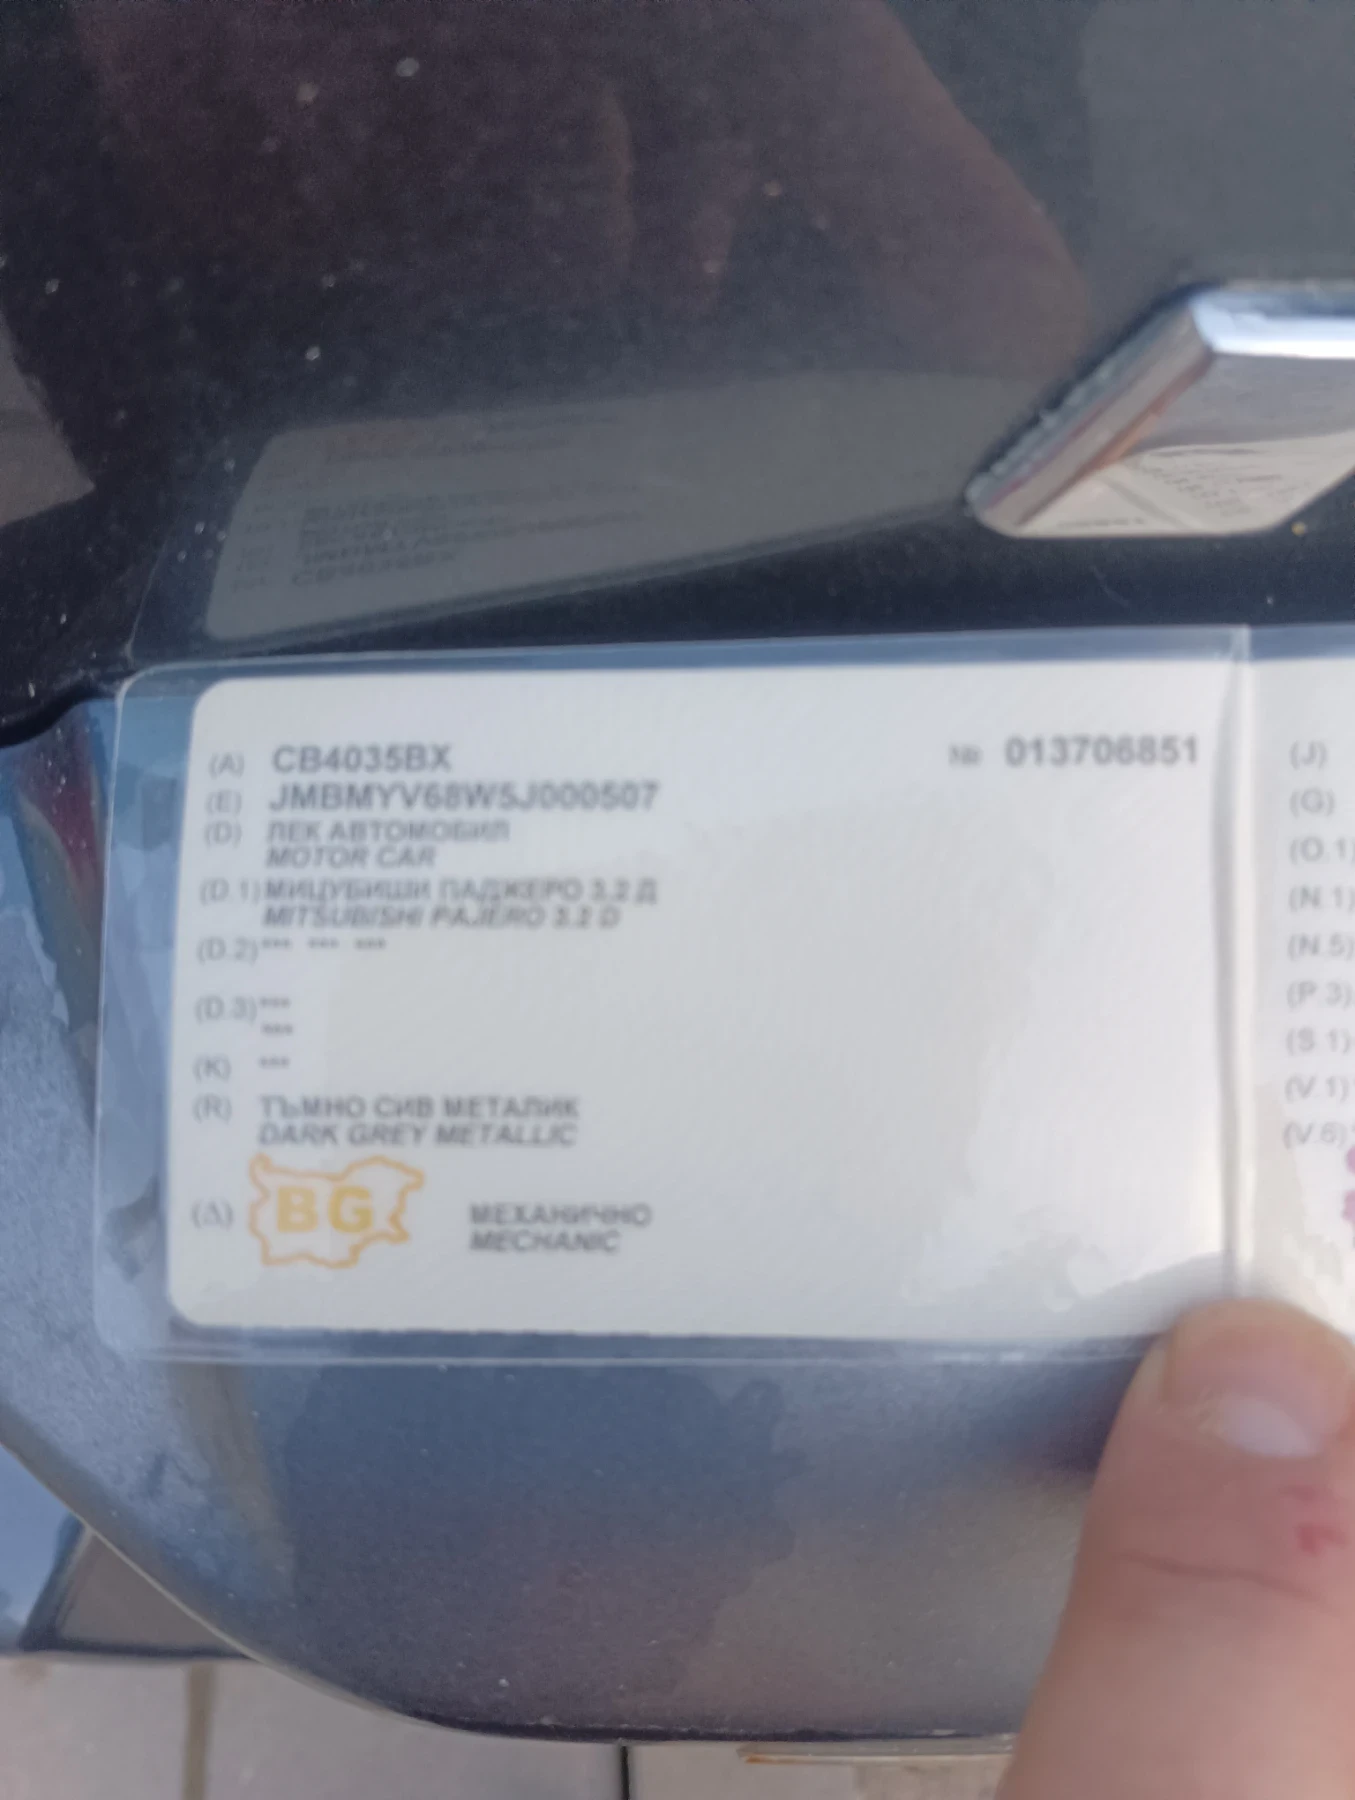 (A) CB4035BX № 013706851
(E) JMBMYV68W5J000507
(D) ЛЕК АВТОМОБИЛ
MOTOR CAR
(D.1) МИЦУБИШИ ПАДЖЕРО 3.2 Д
MITSUBISHI PAJERO 3.2 D
(D.2) *** *** ***
(D.3) ***
***
(K) ***
(R) ТЪМНО СИВ МЕТАЛИК
DARK GREY METALLIC
(Δ) BG МЕХАНИЧНО
MECHANIC
(J)
(G)
(O.1)
(N.1)
(N.5)
(P.3)
(S.1)
(V.1)
(V.6)